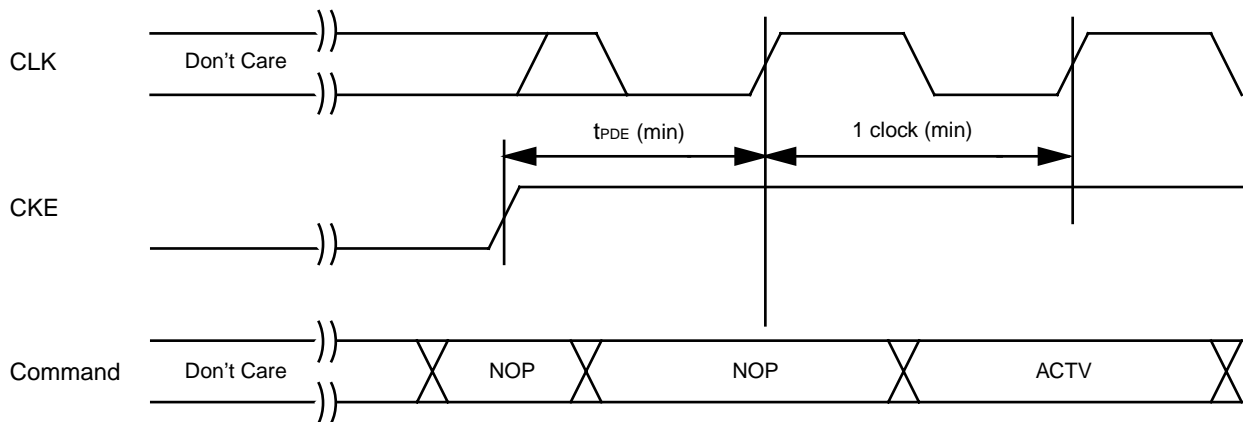 CLK
Don't Care
tPDE (min)
1 clock (min)
CKE
Command
Don't Care
NOP
NOP
ACTV